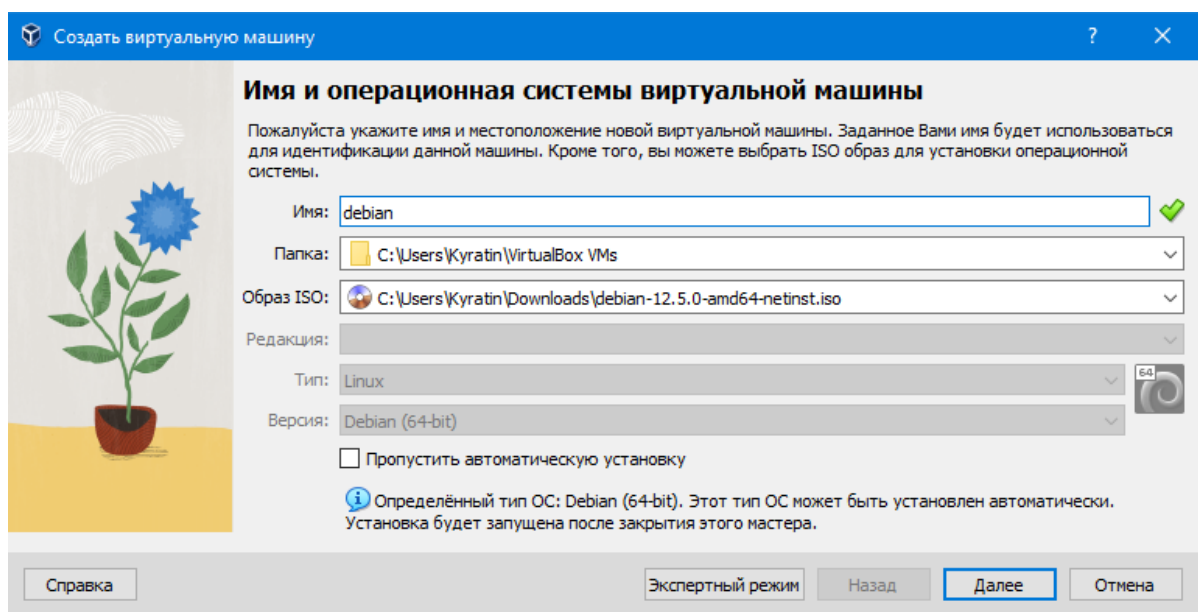 Создать виртуальную машину
?
Имя и операционная системы виртуальной машины
Пожалуйста укажите имя и местоположение новой виртуальной машины. Заданное Вами имя будет использоваться
для идентификации данной машины. Кроме того, вы можете выбрать ISO образ для установки операционной
системы.
Имя: debian
Папка: C:\Users\Kyratin\VirtualBox VMs
Образ ISO: C:\Users\Kyratin\Downloads\debian-12.5.0-amd64-netinst.iso
Редакция:
Тип: Linux
64
Версия: Debian (64-bit)
Пропустить автоматическую установку
Определённый тип ОС: Debian (64-bit). Этот тип ОС может быть установлен автоматически.
Установка будет запущена после закрытия этого мастера.
Справка Экспертный режим Назад Далее Отмена